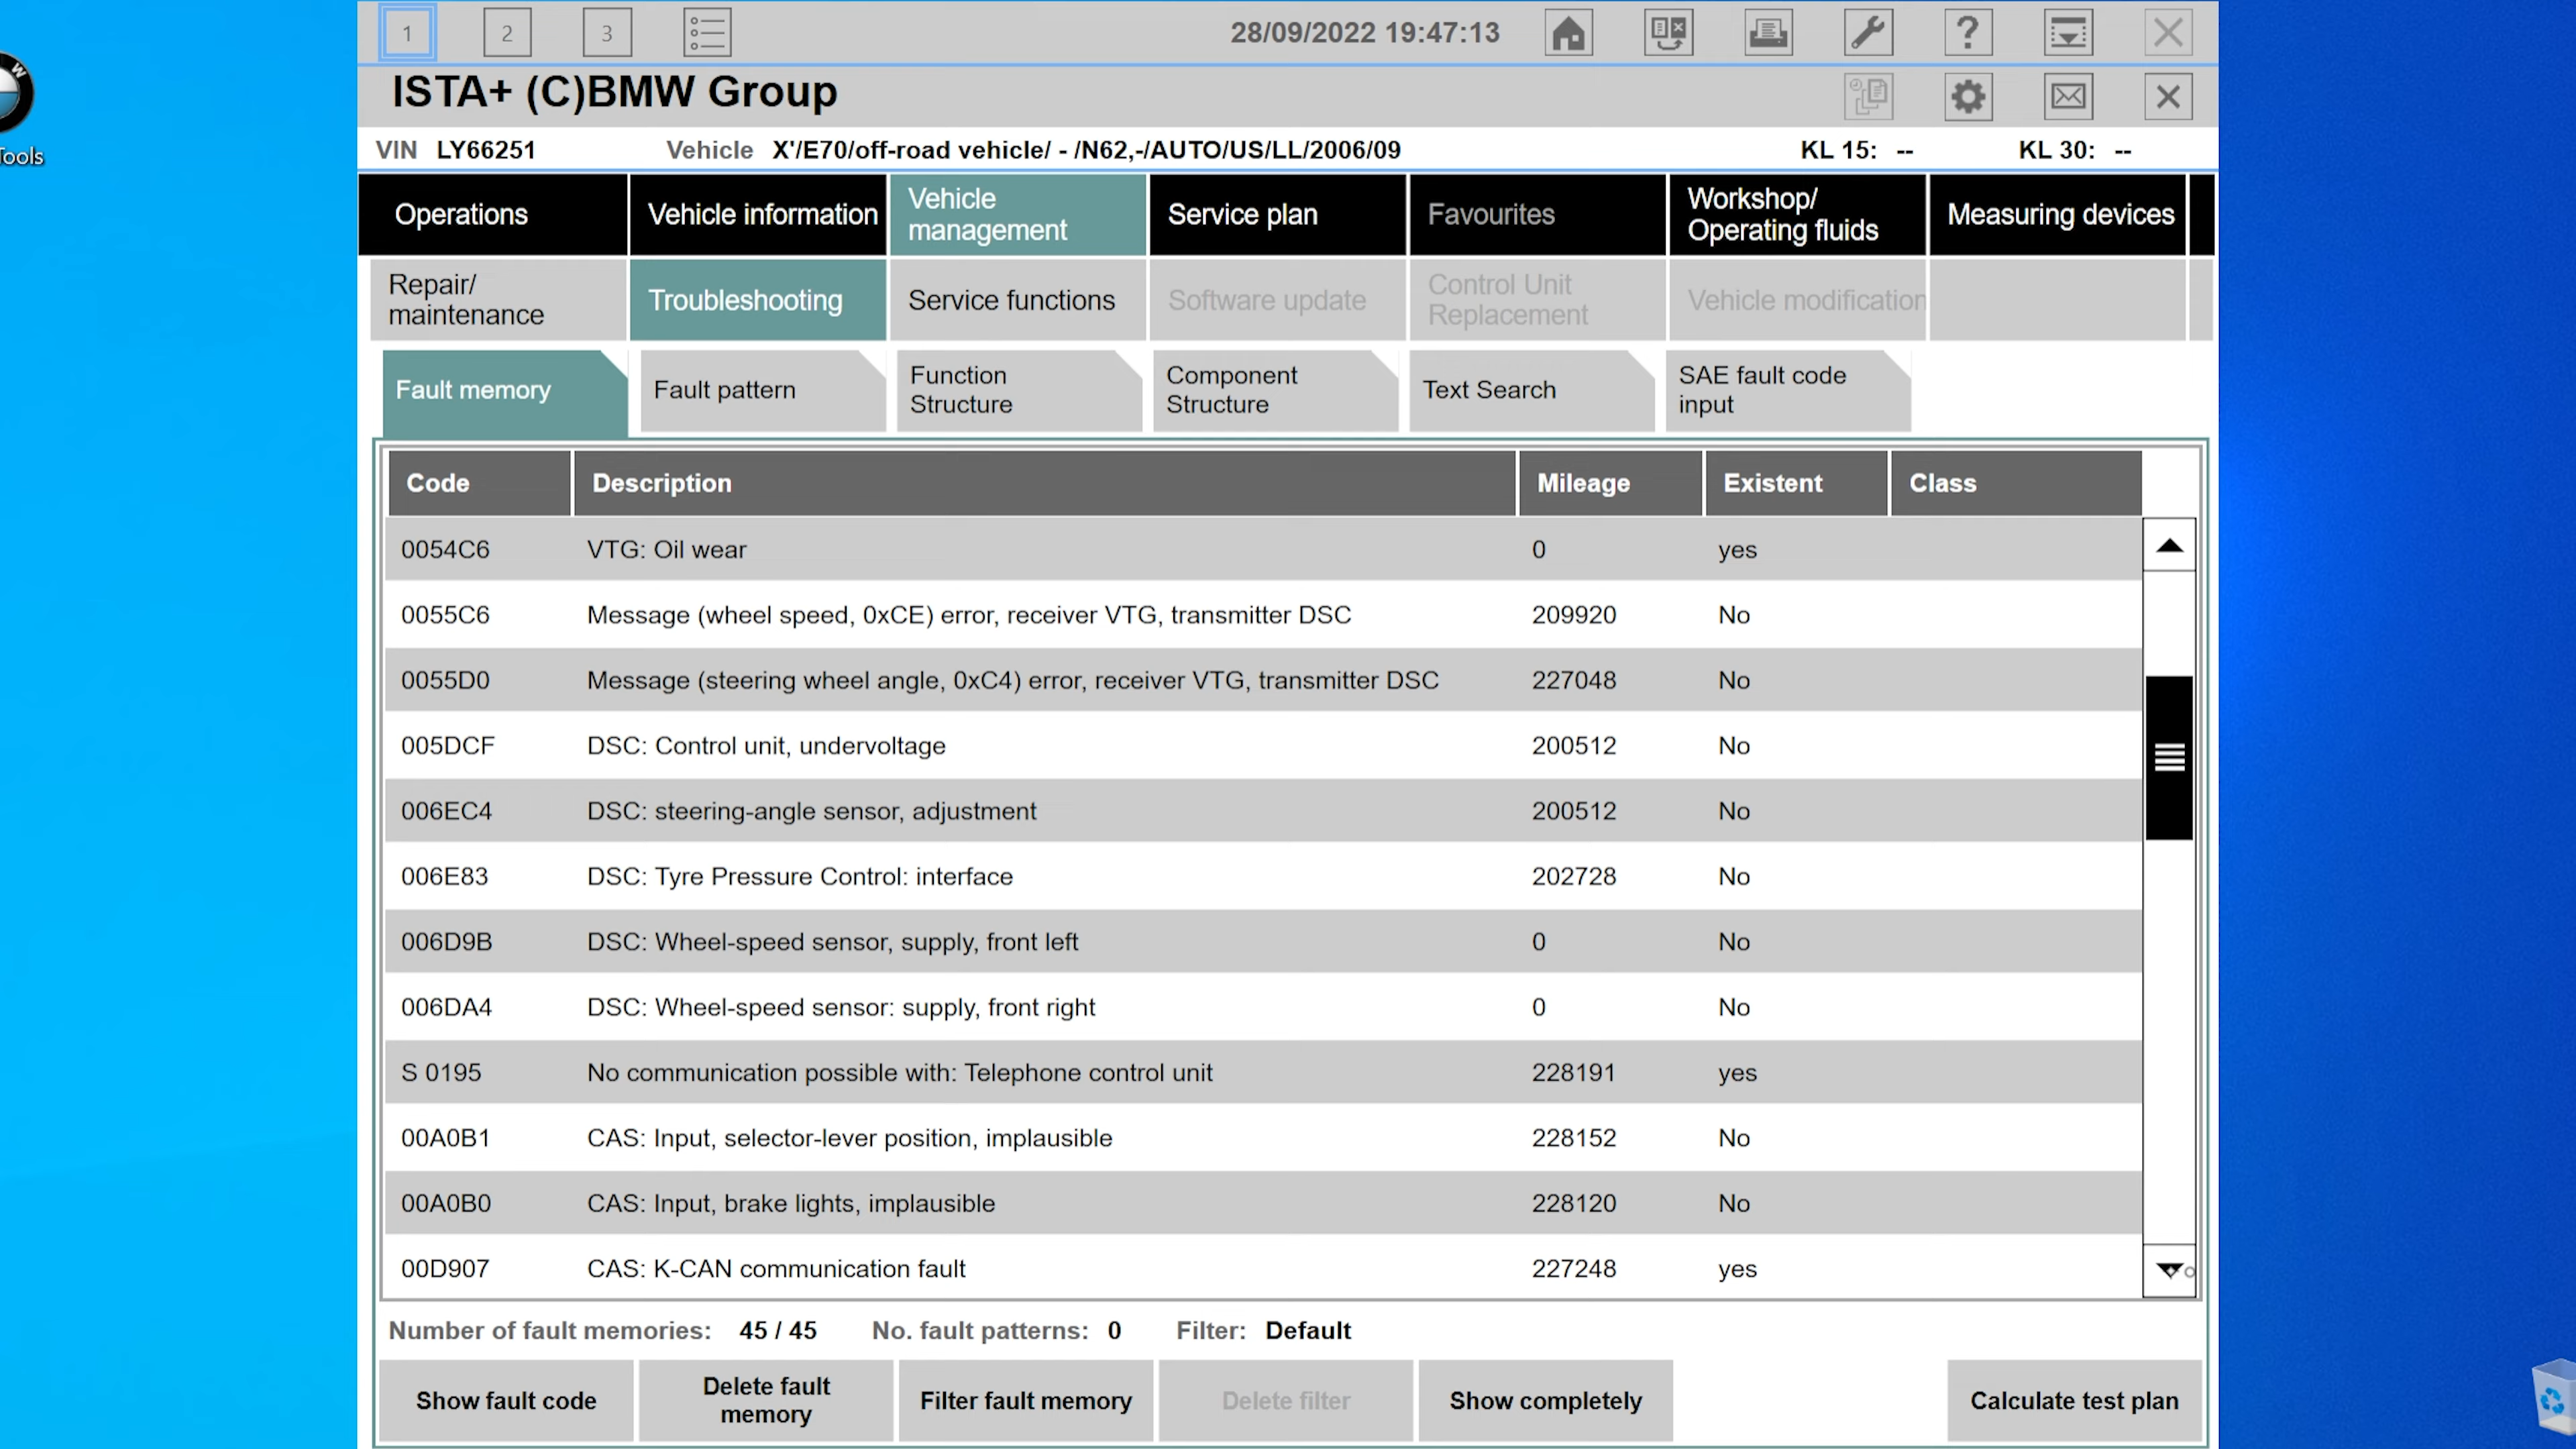 1 2 3 28/09/2022 19:47:13 ?
ISTA+ (C)BMW Group
W
Tools
VIN LY66251 Vehicle X'/E70/off-road vehicle/ - /N62,-/AUTO/US/LL/2006/09 KL 15: -- KL 30: --
Operations Vehicle information Vehicle management Service plan Favourites Workshop/ Operating fluids Measuring devices
Repair/ maintenance Troubleshooting Service functions Software update Control Unit Replacement Vehicle modification
Fault memory Fault pattern Function Structure Component Structure Text Search SAE fault code input
Code Description Mileage Existent Class
0054C6 VTG: Oil wear 0 yes
0055C6 Message (wheel speed, 0xCE) error, receiver VTG, transmitter DSC 209920 No
0055D0 Message (steering wheel angle, 0xC4) error, receiver VTG, transmitter DSC 227048 No
005DCF DSC: Control unit, undervoltage 200512 No
006EC4 DSC: steering-angle sensor, adjustment 200512 No
006E83 DSC: Tyre Pressure Control: interface 202728 No
006D9B DSC: Wheel-speed sensor, supply, front left 0 No
006DA4 DSC: Wheel-speed sensor: supply, front right 0 No
S 0195 No communication possible with: Telephone control unit 228191 yes
00A0B1 CAS: Input, selector-lever position, implausible 228152 No
00A0B0 CAS: Input, brake lights, implausible 228120 No
00D907 CAS: K-CAN communication fault 227248 yes
Number of fault memories: 45 / 45 No. fault patterns: 0 Filter: Default
Show fault code Delete fault memory Filter fault memory Delete filter Show completely Calculate test plan